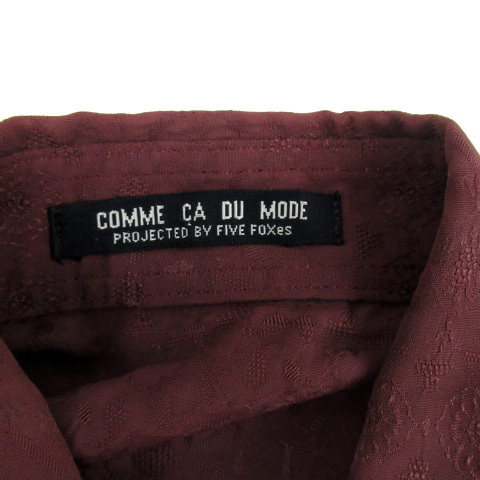 COMME ÇA DU MODE
PROJECTED BY FIVE FOXes